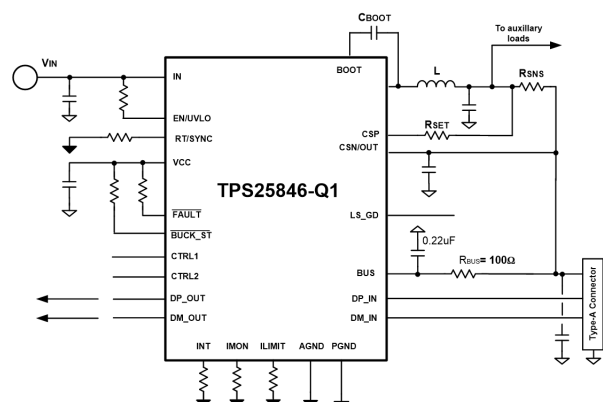 CBOOT
To auxillary
loads
VIN
IN
BOOT
L
RSNS
EN/UVLO
RT/SYNC
CSP
RSET
CSN/OUT
VCC
TPS25846-Q1
FAULT
LS_GD
BUCK_ST
0.22uF
CTRL1
CTRL2
BUS
RBUS= 100Ω
DP_OUT
DP_IN
DM_OUT
DM_IN
Type-A Connector
INT
IMON
ILIMIT
AGND
PGND